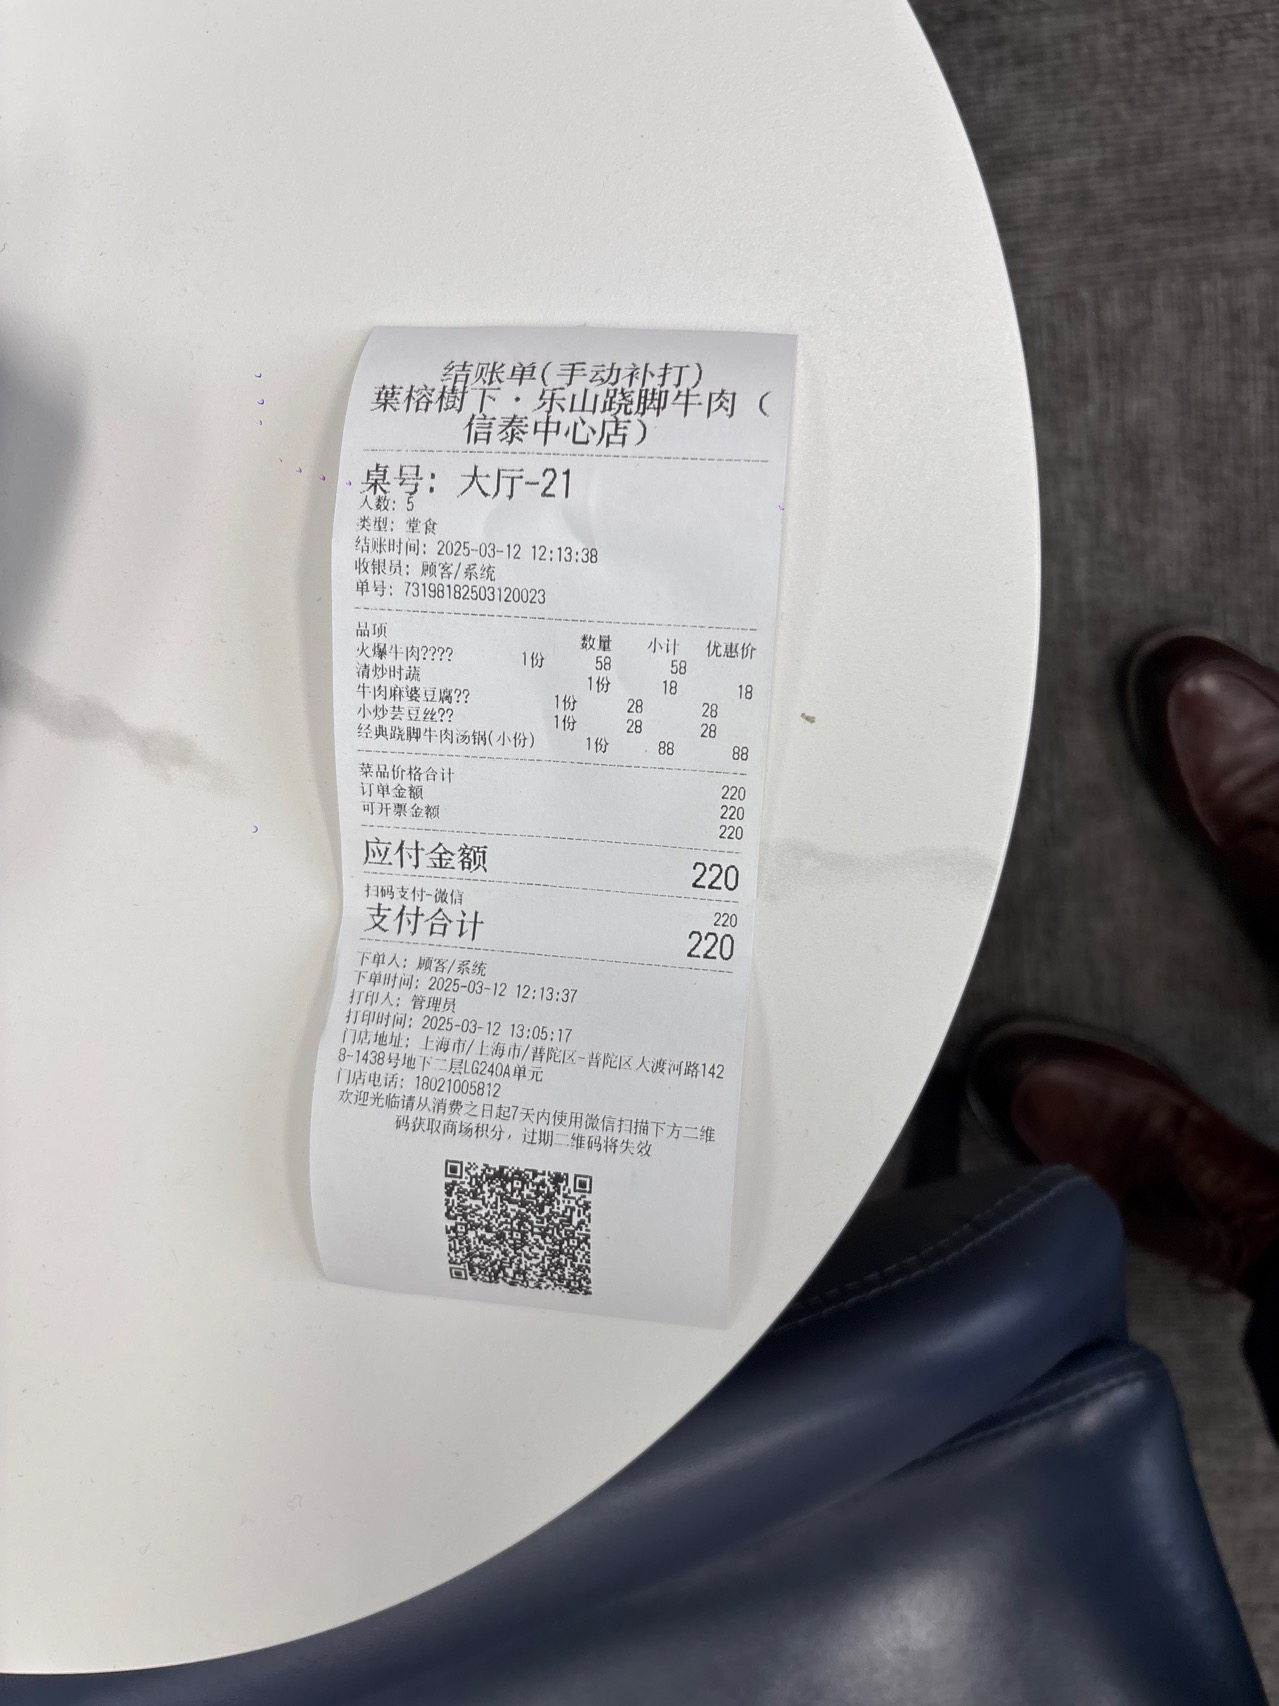 结账单(手动补打)
葉榕樹下·乐山跷脚牛肉（
信泰中心店）
桌号: 大厅-21
人数: 5
类型: 堂食
结账时间: 2025-03-12 12:13:38
收银员: 顾客/系统
单号: 73198182503120023
品项 数量 小计 优惠价
火爆牛肉???? 1份 58 58
清炒时蔬 1份 18 18
牛肉麻婆豆腐?? 1份 28 28
小炒芸豆丝?? 1份 28 28
经典跷脚牛肉汤锅(小份) 1份 88 88
菜品价格合计 220
订单金额 220
可开票金额 220
应付金额 220
扫码支付-微信 220
支付合计 220
下单人: 顾客/系统
下单时间: 2025-03-12 12:13:37
打印人: 管理员
打印时间: 2025-03-12 13:05:17
门店地址: 上海市/上海市/普陀区-普陀区大渡河路142
8-1438号地下二层LG240A单元
门店电话: 18021005812
欢迎光临请从消费之日起7天内使用微信扫描下方二维
码获取商场积分，过期二维码将失效